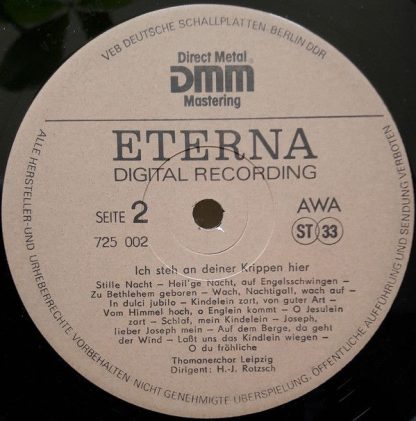 VEB DEUTSCHE SCHALLPLATTEN BERLIN DDR
Direct Metal
DMM
Mastering
ETERNA
DIGITAL RECORDING
SEITE 2
AWA
725 002
ST 33
Ich steh an deiner Krippen hier
Stille Nacht – Heil'ge Nacht, auf Engelsschwingen –
Zu Bethlehem geboren – Wach, Nachtigall, wach auf –
In dulci jubilo – Kindelein zart, von guter Art –
Vom Himmel hoch, o Englein kommt – O Jesulein
zart – Schlaf, mein Kindelein – Joseph,
lieber Joseph mein – Auf dem Berge, da geht
der Wind – Laßt uns das Kindlein wiegen –
O du fröhliche
Thomanerchor Leipzig
Dirigent: H.-J. Rotzsch
ALLE HERSTELLER- UND URHEBERRECHTE VORBEHALTEN NICHT GENEHMIGTE ÜBERSPIELUNG, ÖFFENTLICHE AUFFÜHRUNG UND SENDUNG VERBOTEN